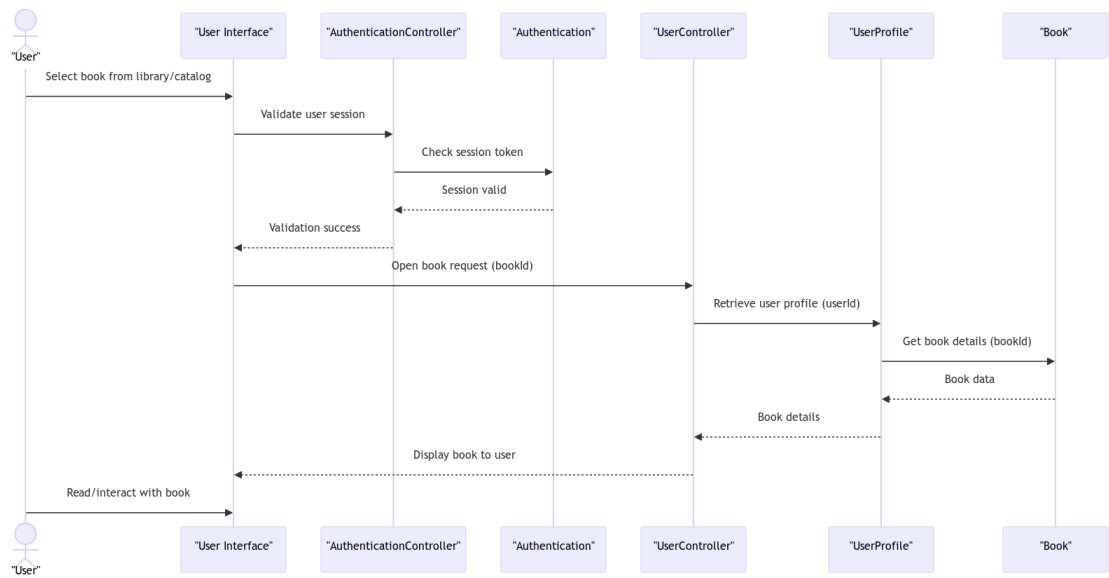 "User"
"User Interface"
"AuthenticationController"
"Authentication"
"UserController"
"UserProfile"
"Book"
Select book from library/catalog
Validate user session
Check session token
Session valid
Validation success
Open book request (bookId)
Retrieve user profile (userId)
Get book details (bookId)
Book data
Book details
Display book to user
Read/interact with book
"User"
"User Interface"
"AuthenticationController"
"Authentication"
"UserController"
"UserProfile"
"Book"